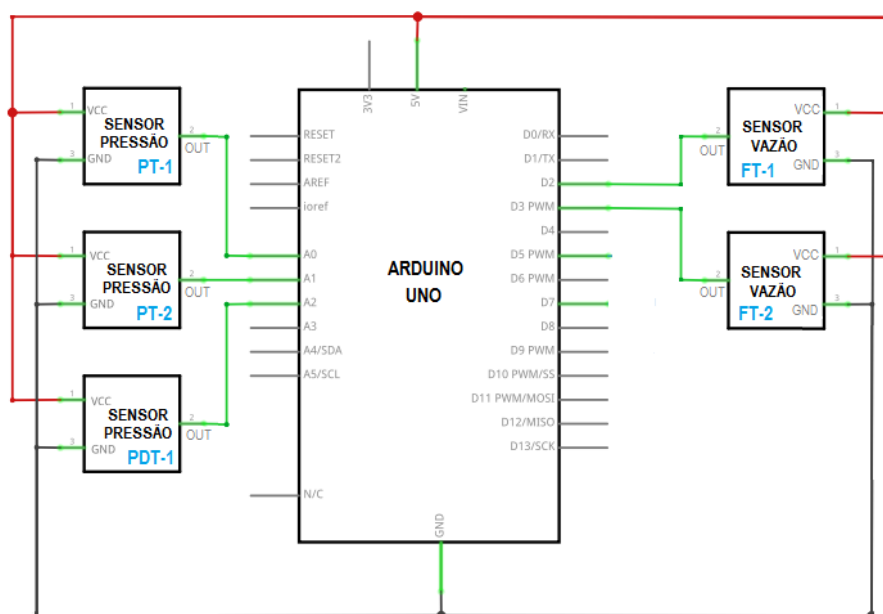 1
VCC
SENSOR
PRESSÃO
2
OUT
3
GND
PT-1
1
VCC
SENSOR
PRESSÃO
2
OUT
3
GND
PT-2
1
VCC
SENSOR
PRESSÃO
2
OUT
3
GND
PDT-1
3V3
5V
VIN
RESET
RESET2
AREF
ioref
A0
A1
A2
A3
A4/SDA
A5/SCL
N/C
ARDUINO
UNO
D0/RX
D1/TX
D2
D3 PWM
D4
D5 PWM
D6 PWM
D7
D8
D9 PWM
D10 PWM/SS
D11 PWM/MOSI
D12/MISO
D13/SCK
GND
VCC
1
SENSOR
VAZÃO
2
OUT
GND
3
FT-1
VCC
1
SENSOR
VAZÃO
2
OUT
GND
3
FT-2